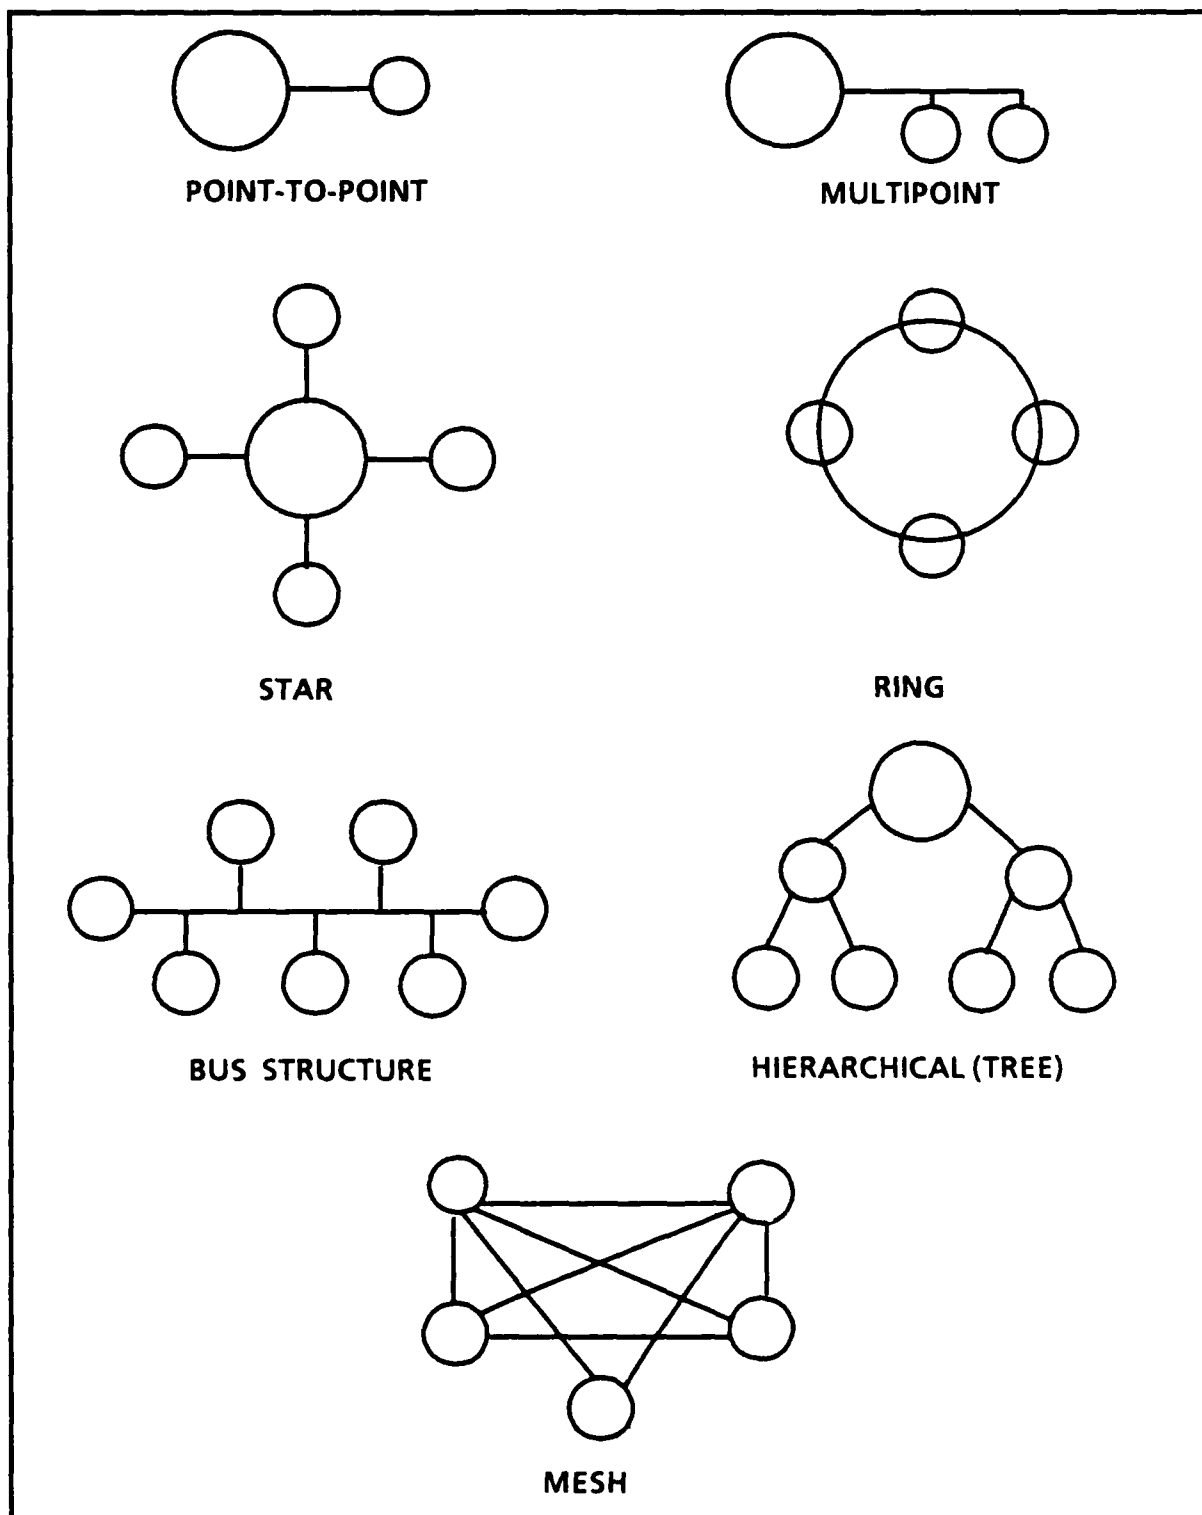 POINT-TO-POINT
MULTIPOINT
STAR
RING
BUS STRUCTURE
HIERARCHICAL (TREE)
MESH